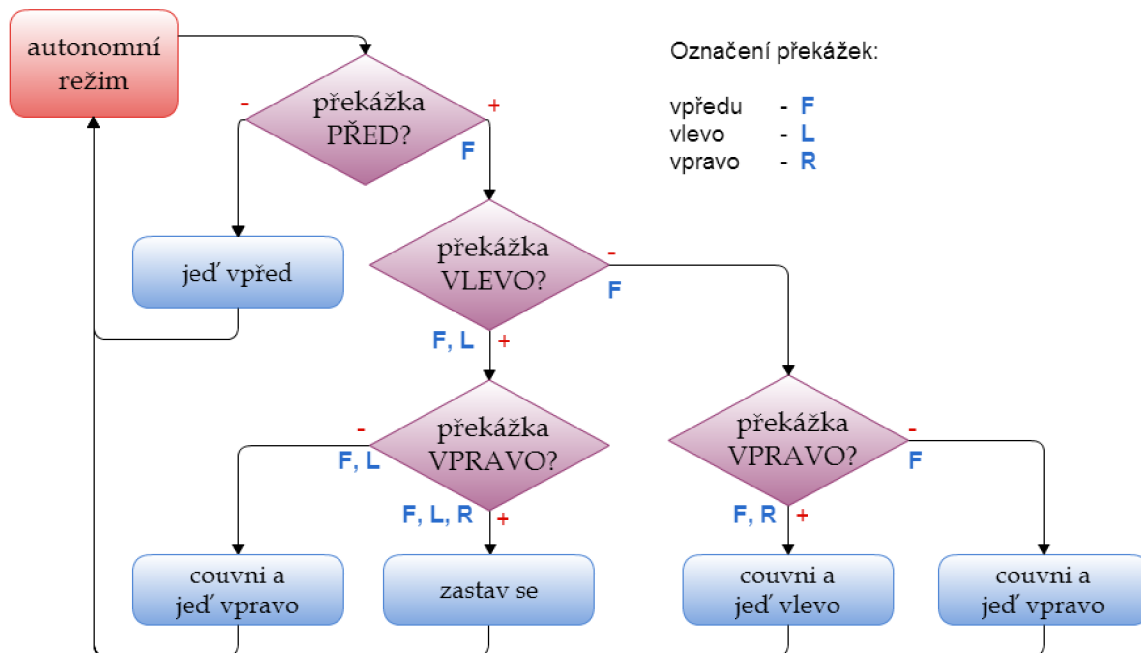 autonomní
režim
Označení překážek:
vpředu - F
vlevo - L
vpravo - R
překážka
PŘED?
-
+
F
jeď vpřed
překážka
VLEVO?
-
F
F, L +
překážka
VPRAVO?
-
F, L
F, L, R +
překážka
VPRAVO?
-
F
F, R +
couvni a
jeď vpravo
zastav se
couvni a
jeď vlevo
couvni a
jeď vpravo